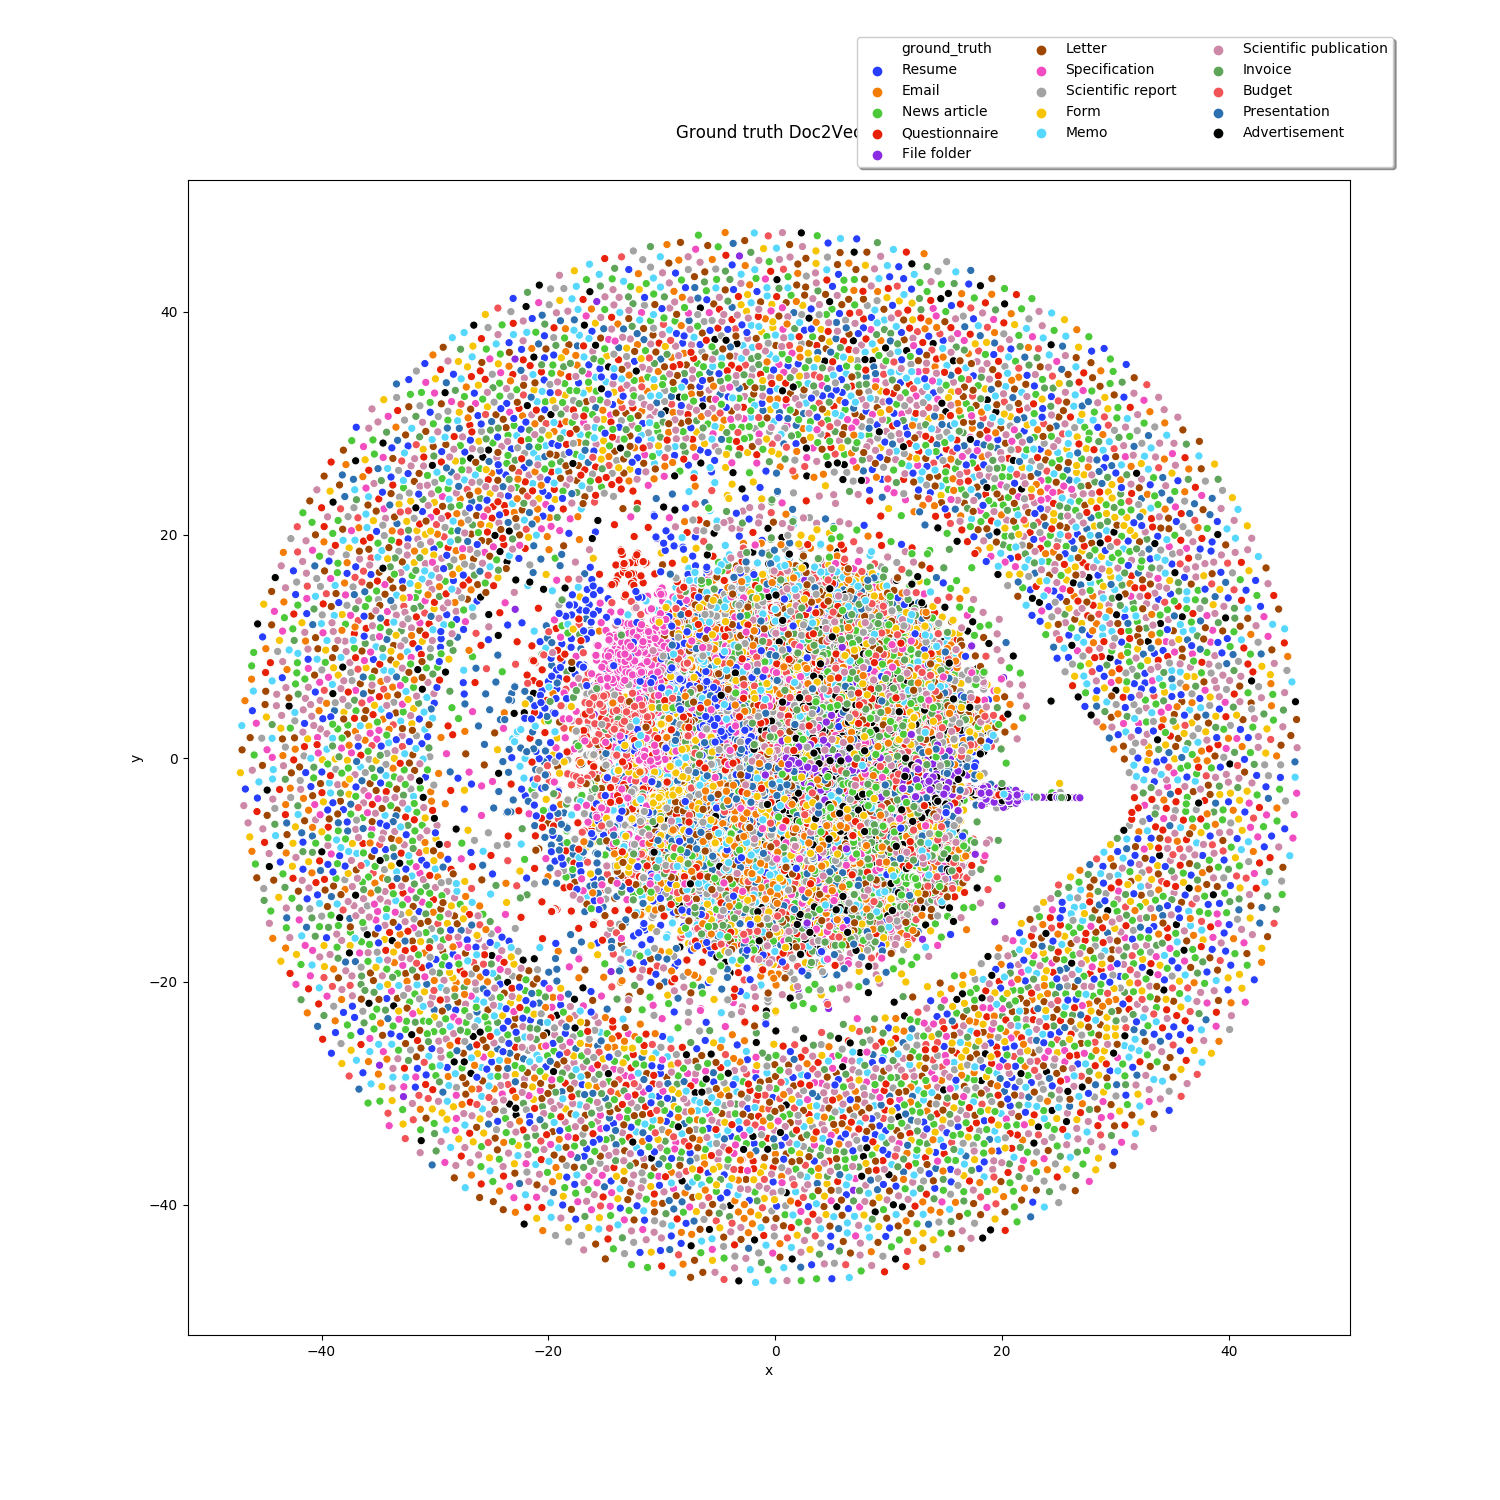 ground_truth
Resume
Email
News article
Questionnaire
File folder
Letter
Specification
Scientific report
Form
Memo
Scientific publication
Invoice
Budget
Presentation
Advertisement
Ground truth
40
20
0
−20
−40
y
−40
−20
0
20
40
x